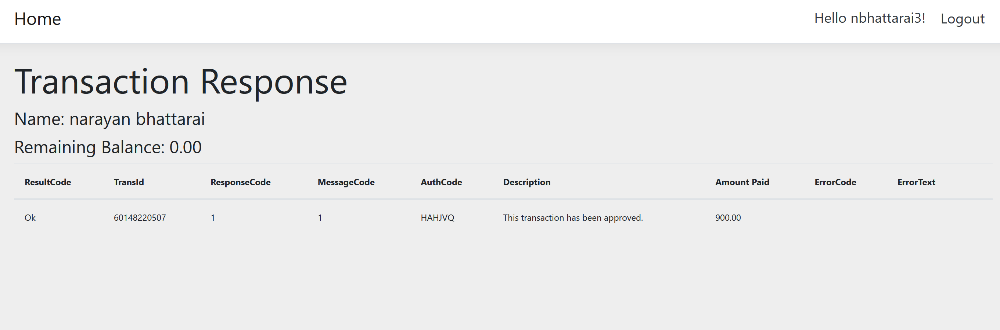 Home Hello nbhattarai3! Logout
Transaction Response
Name: narayan bhattarai
Remaining Balance: 0.00
ResultCode TransId ResponseCode MessageCode AuthCode Description Amount Paid ErrorCode ErrorText
Ok 60148220507 1 1 HAHJVQ This transaction has been approved. 900.00